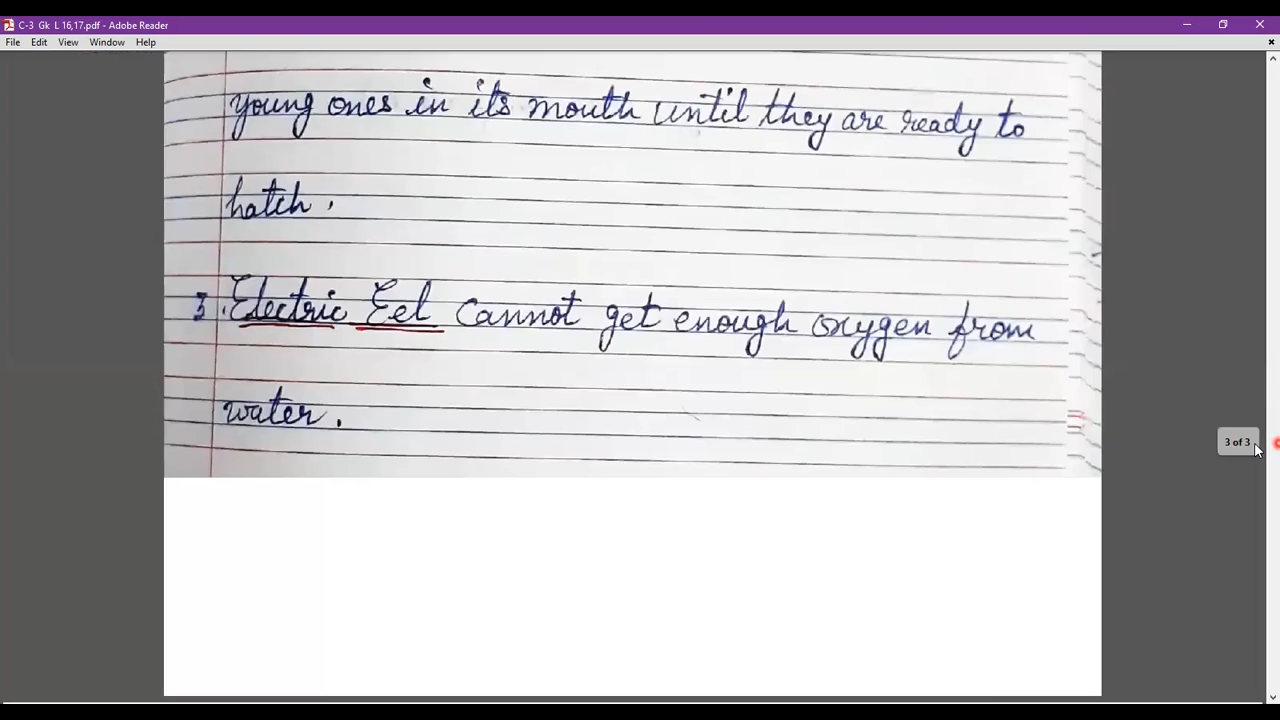 C-3 Gk L 16,17.pdf - Adobe Reader
File Edit View Window Help
young ones in its mouth until they are ready to
hatch.
3. Electric Eel Cannot get enough oxygen from
water.
3 of 3